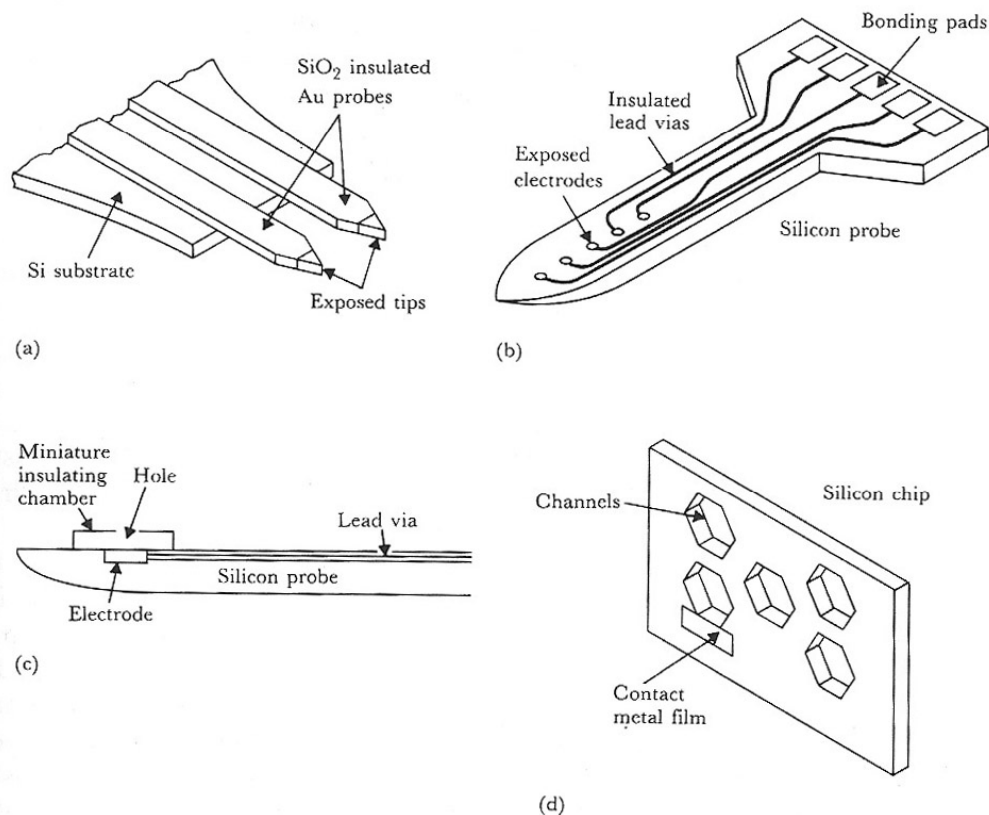 SiO₂ insulated
Au probes
Si substrate
Exposed tips
(a)
Bonding pads
Insulated
lead vias
Exposed
clectrodes
Silicon probe
(b)
Miniature
insulating
chamber
Hole
Lead via
Silicon probe
Electrode
(c)
Channels
Silicon chip
Contact
metal film
(d)